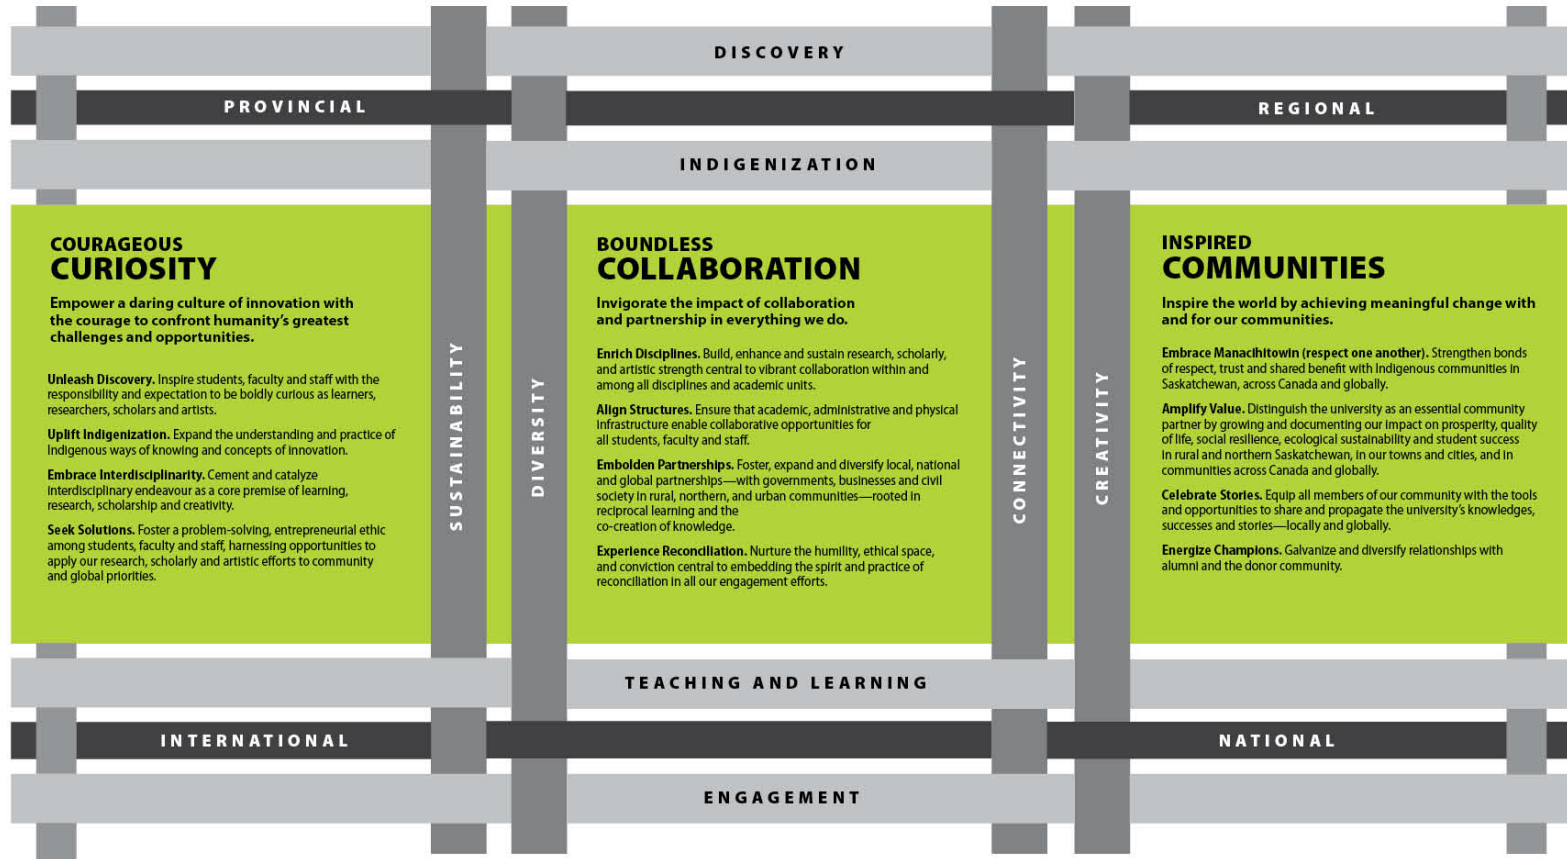 DISCOVERY
PROVINCIAL
REGIONAL
INDIGENIZATION
COURAGEOUS
CURIOSITY
Empower a daring culture of innovation with
the courage to confront humanity's greatest
challenges and opportunities.
Unleash Discovery. Inspire students, faculty and staff with the
responsibility and expectation to be boldly curious as learners,
researchers, scholars and artists.
Uplift Indigenization. Expand the understanding and practice of
Indigenous ways of knowing and concepts of innovation.
Embrace Interdisciplinarity. Cement and catalyze
interdisciplinary endeavour as a core premise of learning,
research, scholarship and creativity.
Seek Solutions. Foster a problem-solving, entrepreneurial ethic
among students, faculty and staff, harnessing opportunities to
apply our research, scholarly and artistic efforts to community
and global priorities.
SUSTAINABILITY
DIVERSITY
BOUNDLESS
COLLABORATION
Invigorate the impact of collaboration
and partnership in everything we do.
Enrich Disciplines. Build, enhance and sustain research, scholarly,
and artistic strength central to vibrant collaboration within and
among all disciplines and academic units.
Align Structures. Ensure that academic, administrative and physical
infrastructure enable collaborative opportunities for
all students, faculty and staff.
Embolden Partnerships. Foster, expand and diversify local, national
and global partnerships—with governments, businesses and civil
society in rural, northern, and urban communities—rooted in
reciprocal learning and the
co-creation of knowledge.
Experience Reconciliation. Nurture the humility, ethical space,
and conviction central to embedding the spirit and practice of
reconciliation in all our engagement efforts.
CONNECTIVITY
CREATIVITY
INSPIRED
COMMUNITIES
Inspire the world by achieving meaningful change with
and for our communities.
Embrace Manacihitowin (respect one another). Strengthen bonds
of respect, trust and shared benefit with Indigenous communities in
Saskatchewan, across Canada and globally.
Amplify Value. Distinguish the university as an essential community
partner by growing and documenting our impact on prosperity, quality
of life, social resilience, ecological sustainability and student success
in rural and northern Saskatchewan, in our towns and cities, and in
communities across Canada and globally.
Celebrate Stories. Equip all members of our community with the tools
and opportunities to share and propagate the university's knowledges,
successes and stories—locally and globally.
Energize Champions. Galvanize and diversify relationships with
alumni and the donor community.
TEACHING AND LEARNING
INTERNATIONAL
NATIONAL
ENGAGEMENT